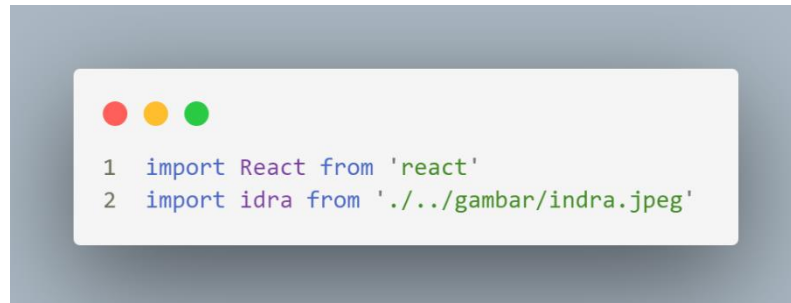 1 import React from 'react'
2 import idra from './../gambar/indra.jpeg'